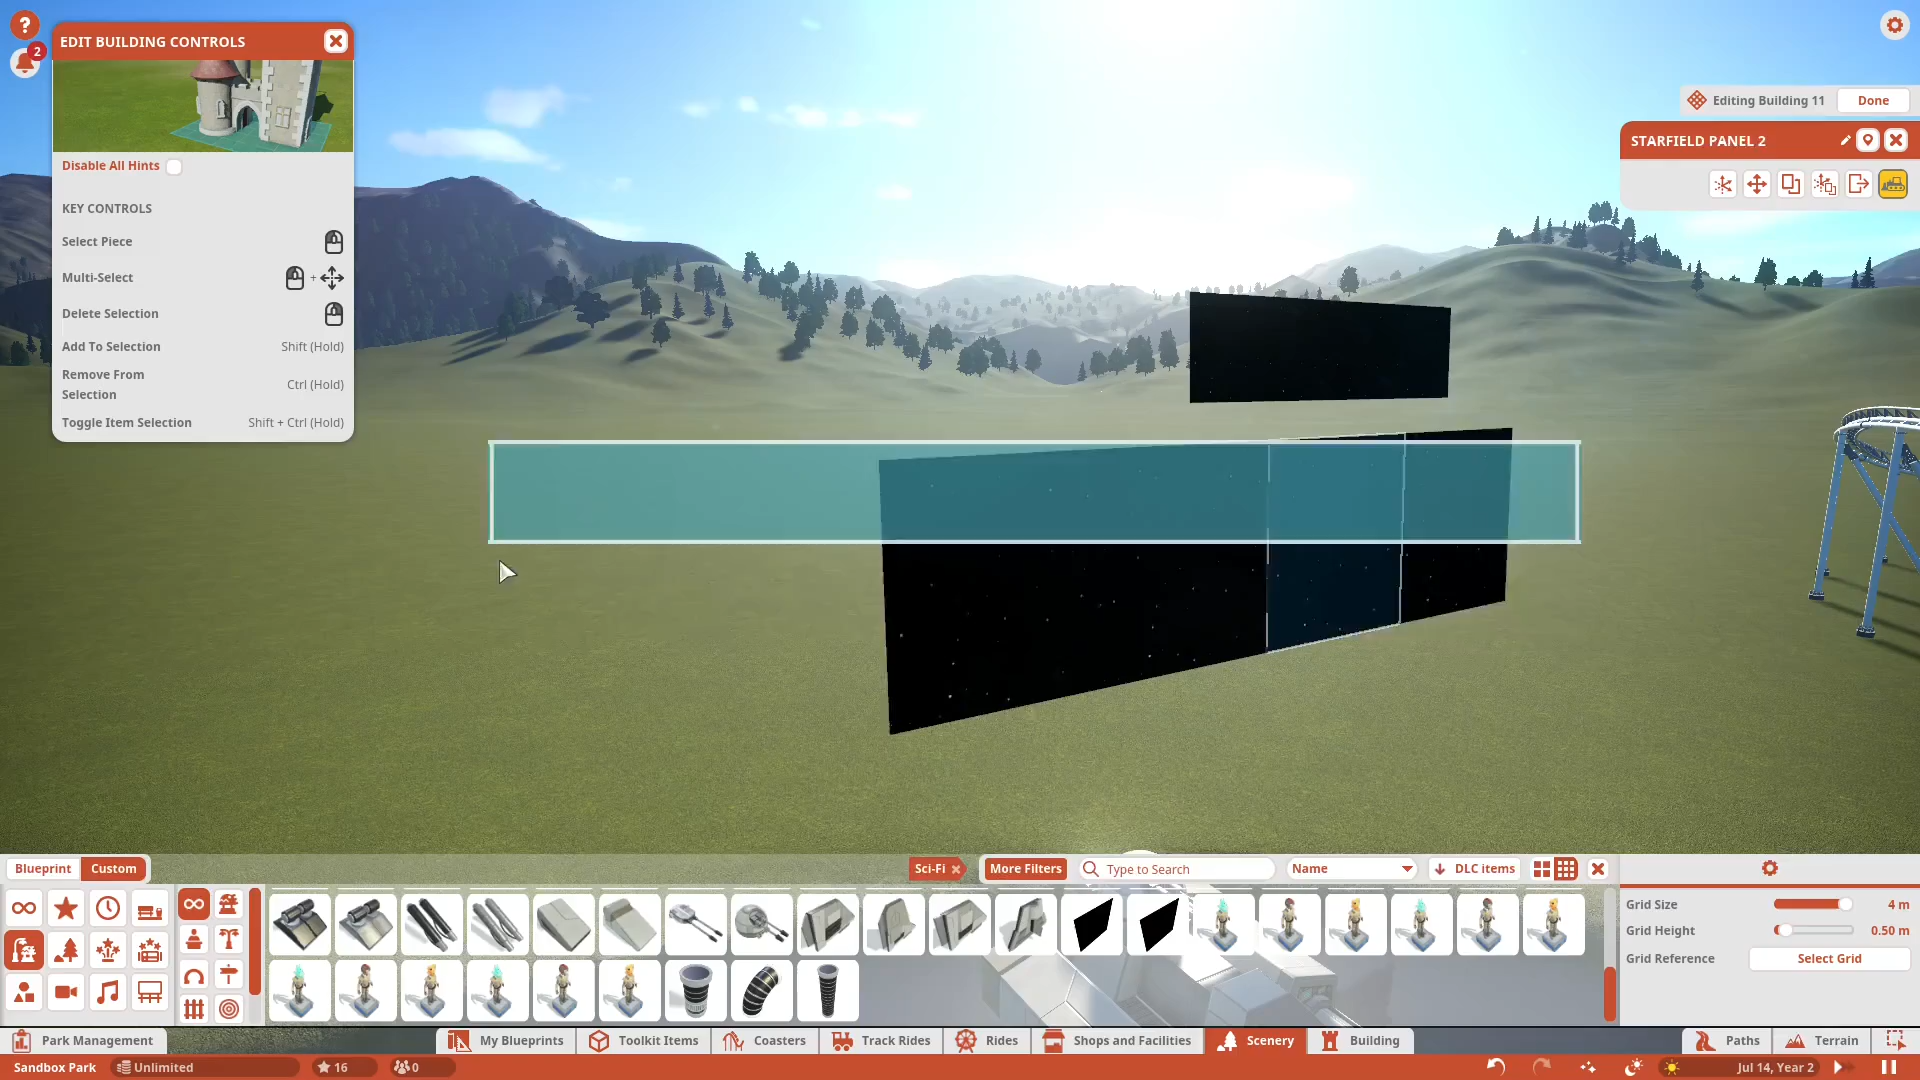 ?
EDIT BUILDING CONTROLS
2
Disable All Hints
KEY CONTROLS
Select Piece
Multi-Select +
Delete Selection
Add To Selection Shift (Hold)
Remove From
Selection Ctrl (Hold)
Toggle Item Selection Shift + Ctrl (Hold)
Editing Building 11 Done
STARFIELD PANEL 2
Blueprint Custom
Sci-Fi More Filters Type to Search Name DLC items
Grid Size 4 m
Grid Height 0.50 m
Grid Reference Select Grid
Park Management My Blueprints Toolkit Items Coasters Track Rides Rides Shops and Facilities Scenery Building Paths Terrain
Sandbox Park Unlimited 16 0 Jul 14, Year 2